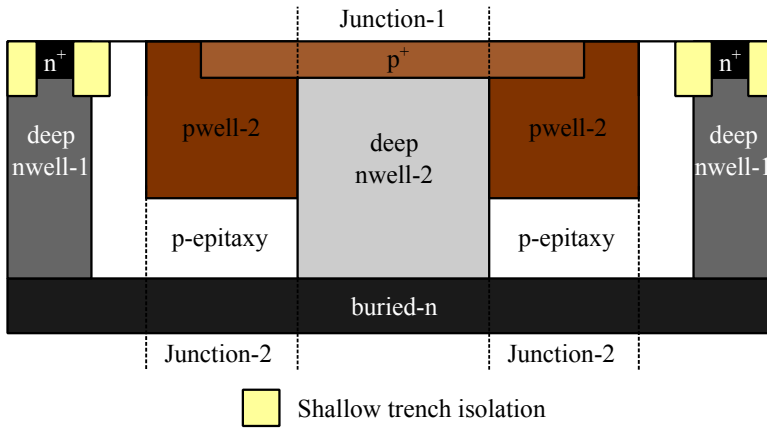 Junction-1
n+
p+
n+
pwell-2
pwell-2
deep
nwell-1
deep
nwell-2
deep
nwell-1
p-epitaxy
p-epitaxy
buried-n
Junction-2
Junction-2
Shallow trench isolation